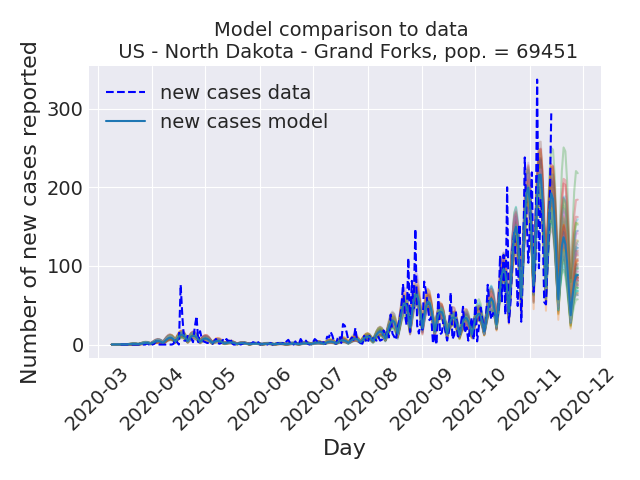 Model comparison to data
US - North Dakota - Grand Forks, pop. = 69451
Number of new cases reported
300
200
100
0
new cases data
new cases model
2020-03
2020-04
2020-05
2020-06
2020-07
2020-08
2020-09
2020-10
2020-11
2020-12
Day